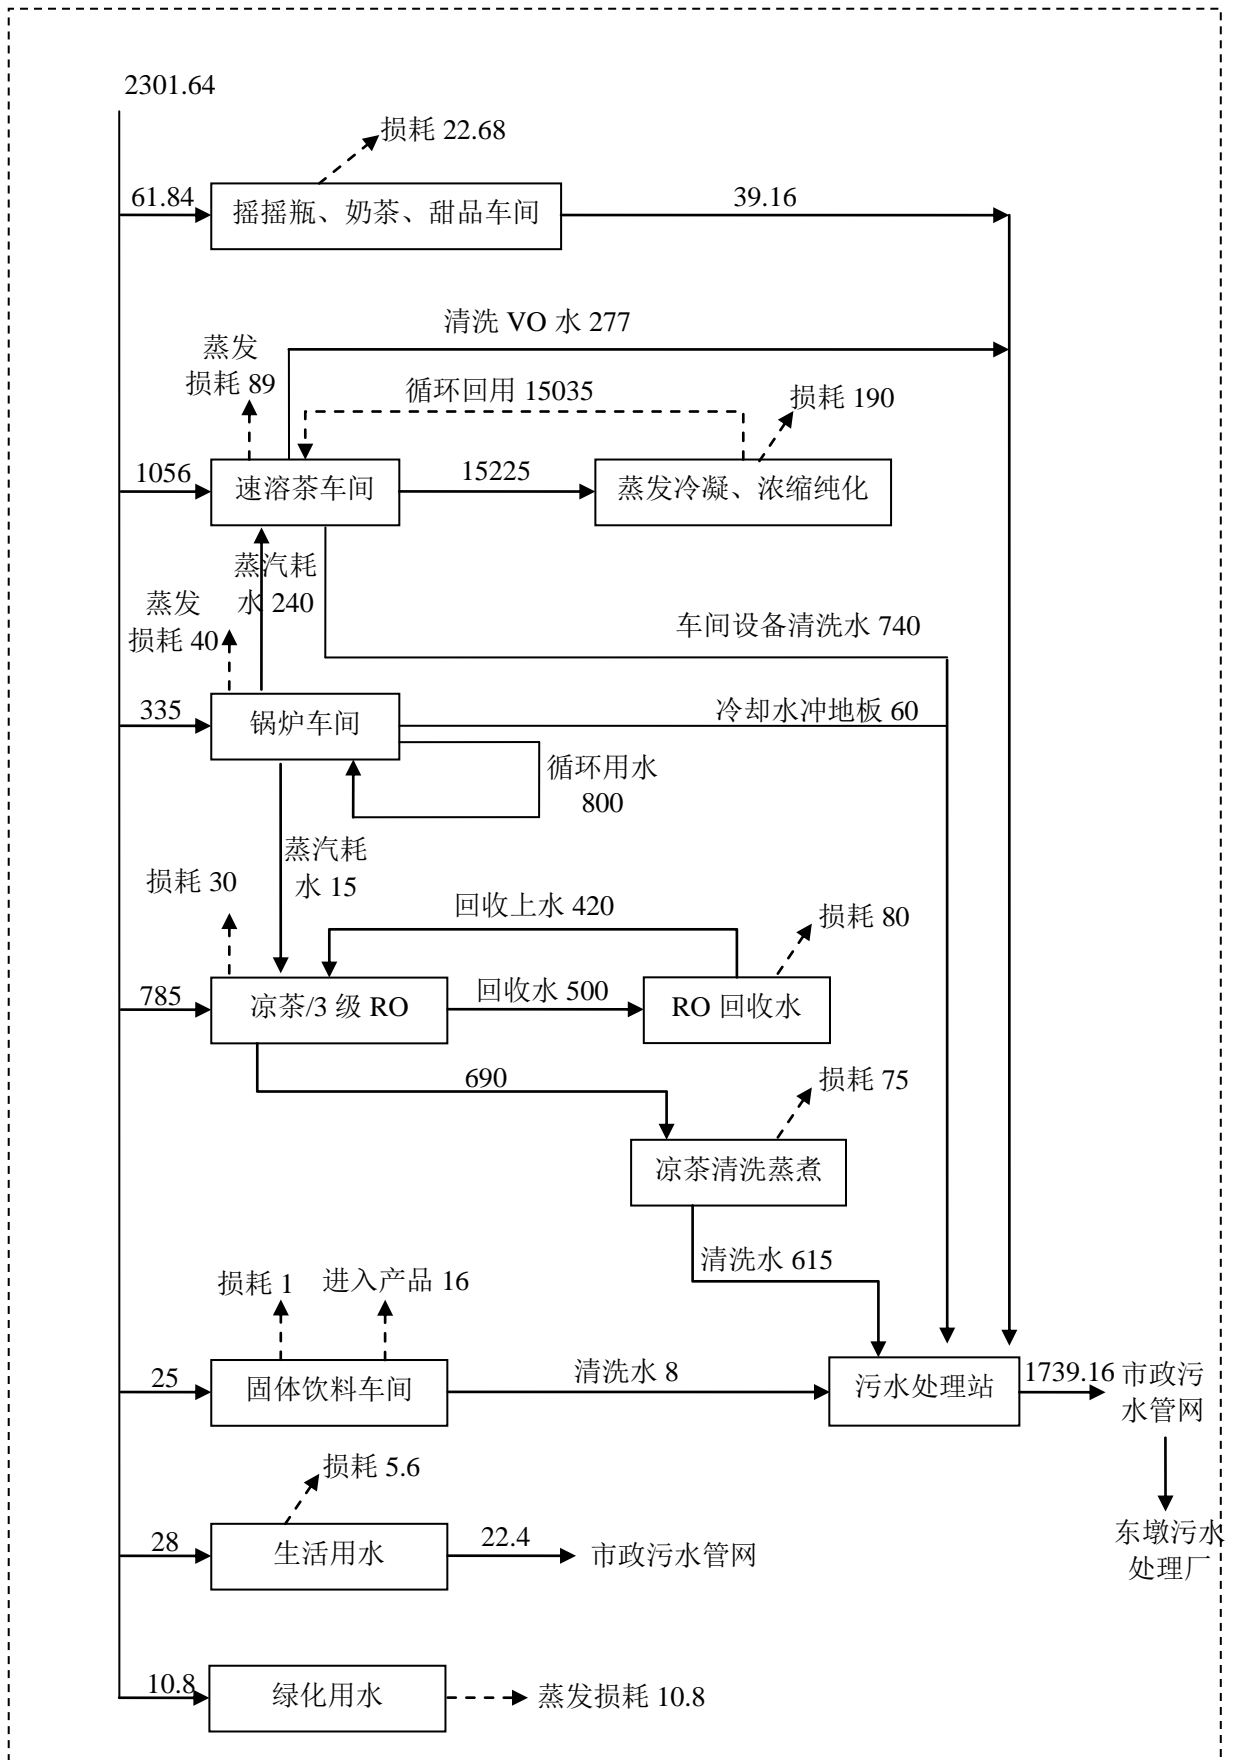 2301.64
损耗 22.68
61.84
摇摇瓶、奶茶、甜品车间
39.16
清洗 VO 水 277
蒸发
损耗 89
循环回用 15035
损耗 190
1056
速溶茶车间
15225
蒸发冷凝、浓缩纯化
蒸汽耗
水 240
蒸发
损耗 40
车间设备清洗水 740
335
锅炉车间
冷却水冲地板 60
循环用水
800
蒸汽耗
水 15
损耗 30
回收上水 420
损耗 80
785
凉茶/3 级 RO
回收水 500
RO 回收水
690
损耗 75
凉茶清洗蒸煮
清洗水 615
损耗 1
进入产品 16
25
固体饮料车间
清洗水 8
污水处理站
1739.16
市政污
水管网
损耗 5.6
28
生活用水
22.4
市政污水管网
东墩污水
处理厂
10.8
绿化用水
蒸发损耗 10.8